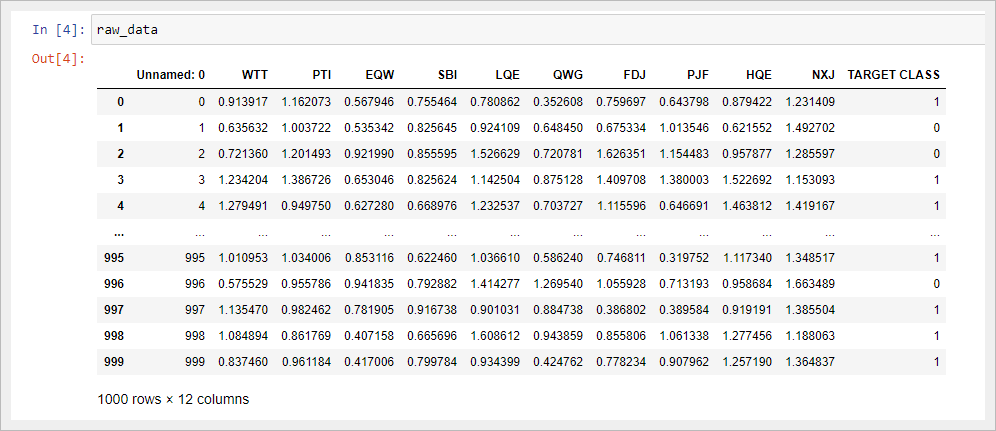 In [4]: raw_data
Out[4]:
Unnamed: 0 WTT PTI EQW SBI LQE QWG FDJ PJF HQE NXJ TARGET CLASS
0 0 0.913917 1.162073 0.567946 0.755464 0.780862 0.352608 0.759697 0.643798 0.879422 1.231409 1
1 1 0.635632 1.003722 0.535342 0.825645 0.924109 0.648450 0.675334 1.013546 0.621552 1.492702 0
2 2 0.721360 1.201493 0.921990 0.855595 1.526629 0.720781 1.626351 1.154483 0.957877 1.285597 0
3 3 1.234204 1.386726 0.653046 0.825624 1.142504 0.875128 1.409708 1.380003 1.522692 1.153093 1
4 4 1.279491 0.949750 0.627280 0.668976 1.232537 0.703727 1.115596 0.646691 1.463812 1.419167 1
... ... ... ... ... ... ... ... ... ... ... ... ...
995 995 1.010953 1.034006 0.853116 0.622460 1.036610 0.586240 0.746811 0.319752 1.117340 1.348517 1
996 996 0.575529 0.955786 0.941835 0.792882 1.414277 1.269540 1.055928 0.713193 0.958684 1.663489 0
997 997 1.135470 0.982462 0.781905 0.916738 0.901031 0.884738 0.386802 0.389584 0.919191 1.385504 1
998 998 1.084894 0.861769 0.407158 0.665696 1.608612 0.943859 0.855806 1.061338 1.277456 1.188063 1
999 999 0.837460 0.961184 0.417006 0.799784 0.934399 0.424762 0.778234 0.907962 1.257190 1.364837 1
1000 rows × 12 columns